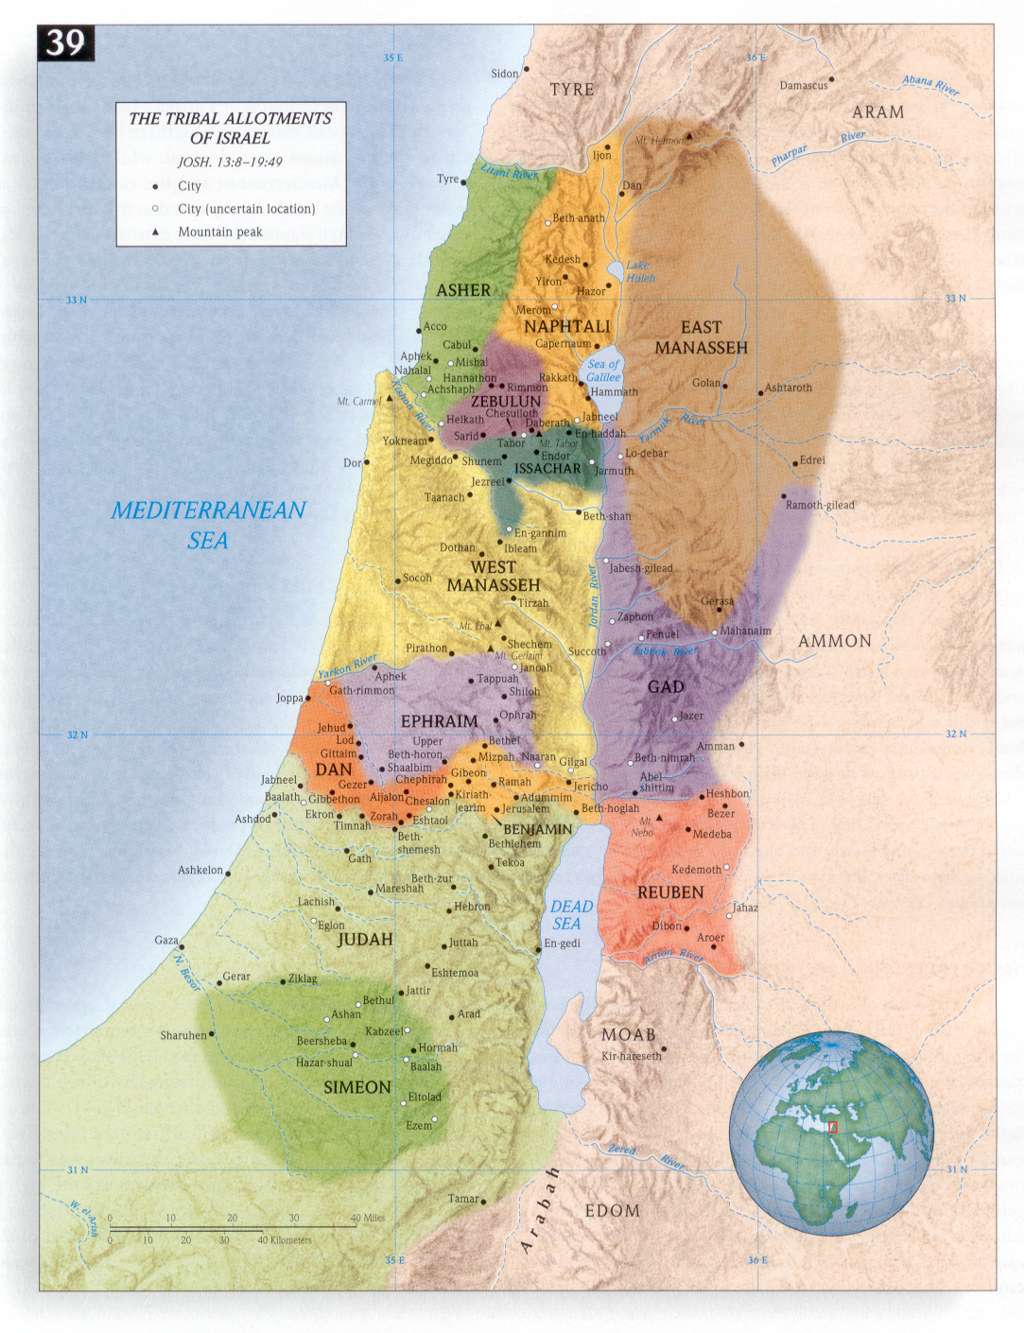 39
35 E
36 E
Sidon
TYRE
Damascus
Abana River
ARAM
THE TRIBAL ALLOTMENTS
OF ISRAEL
JOSH. 13:8–19:49
City
City (uncertain location)
Mountain peak
Mt. Hermon
Pharpar River
Ijon
Litani River
Tyre
Dan
Beth-anath
Kedesh
Lake
Huleh
Yiron
Hazor
ASHER
33 N
33 N
Merom
NAPHTALI
EAST
MANASSEH
Acco
Capernaum
Cabul
Aphek
Mishal
Sea of
Galilee
Nahalal
Hannathon
Rakkath
Achshaph
Rimmon
Golan
Ashtaroth
Hammath
Mt. Carmel
Kishon River
ZEBULUN
Chesulloth
Helkath
Daberath
Jabneel
Yarmuk River
Yokneam
Sarid
Tabor
Mt. Tabor
En-haddah
Dor
Megiddo
Shunem
Endor
Lo-debar
Edrei
ISSACHAR
Jarmuth
Jezreel
Taanach
Ramoth-gilead
MEDITERRANEAN
SEA
Beth-shan
En-gannim
Dothan
Ibleam
WEST
MANASSEH
Jabesh-gilead
Socoh
Jordan River
Tirzah
Gerasa
Zaphon
Mt. Ebal
Penuel
Mahanaim
AMMON
Shechem
Pirathon
Mt. Gerizim
Succoth
Jabbok River
Yarkon River
Janoah
Aphek
Tappuah
Gath-rimmon
Shiloh
GAD
Joppa
EPHRAIM
Ophrah
Jazer
Jehud
32 N
32 N
Lod
Upper
Beth-horon
Bethel
Amman
Gittaim
Mizpah
Naaran
Gilgal
Beth-nimrah
DAN
Shaalbim
Gibeon
Abel-
shittim
Jabneel
Gezer
Chephirah
Ramah
Jericho
Heshbon
Baalath
Gibbethon
Aijalon
Chesalon
Kiriath-
jearim
Adummim
Jerusalem
Beth-hoglah
Bezer
Ashdod
Ekron
Timnah
Zorah
Eshtaol
BENJAMIN
Mt.
Nebo
Medeba
Beth-
shemesh
Bethlehem
Gath
Tekoa
Ashkelon
Kedemoth
Beth-zur
Mareshah
REUBEN
Lachish
Hebron
DEAD
SEA
Jahaz
Eglon
Dibon
Gaza
JUDAH
Juttah
En-gedi
Aroer
N. Besor
Arnon River
Gerar
Ziklag
Eshtemoa
Jattir
Bethul
Ashan
Arad
Sharuhen
Kabzeel
MOAB
Beersheba
Hormah
Kir-hareseth
Hazar-shual
Baalah
SIMEON
Eltolad
Ezem
Zered River
31 N
31 N
W. el-Arish
Tamar
Arabah
EDOM
0 10 20 30 40 Miles
0 10 20 30 40 Kilometers
35 E
36 E